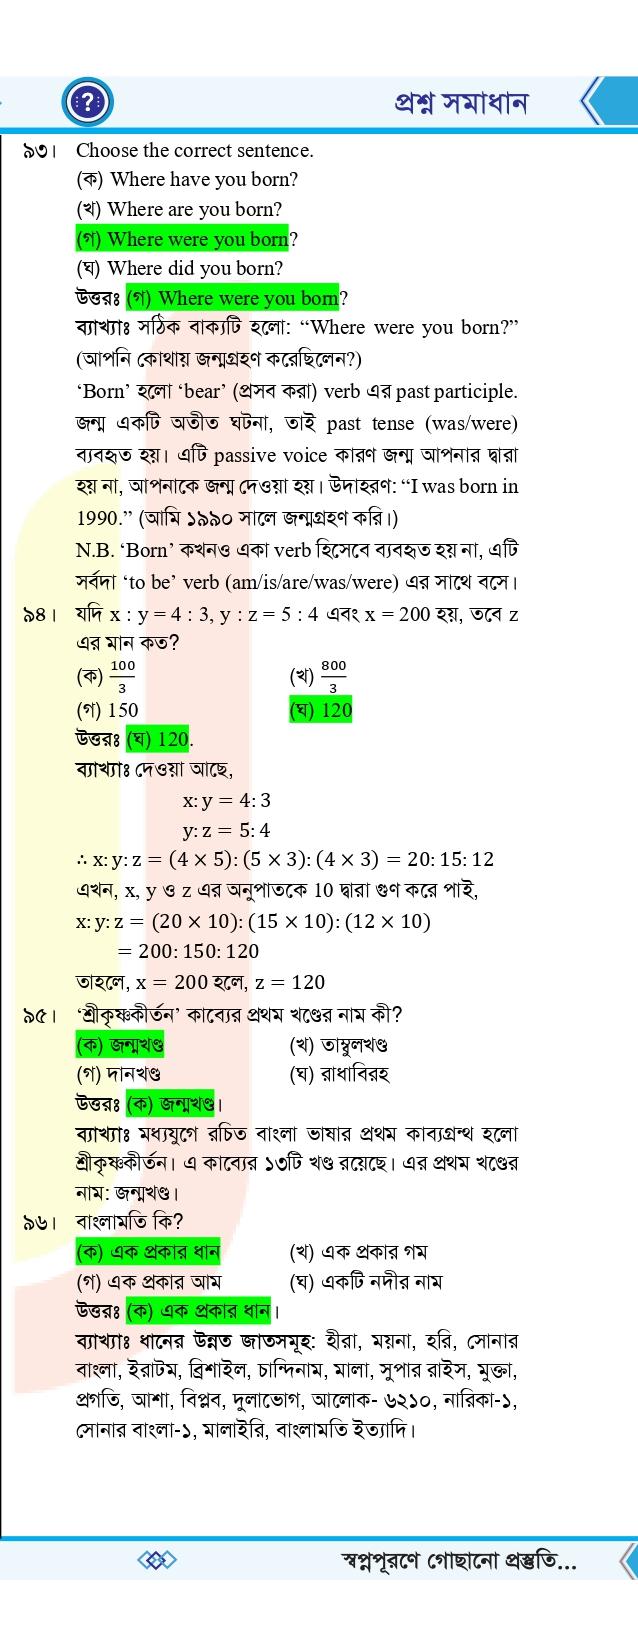 ?
প্রশ্ন সমাধান
৯৩। Choose the correct sentence.
(ক) Where have you born?
(খ) Where are you born?
(গ) Where were you born?
(ঘ) Where did you born?
উত্তরঃ (গ) Where were you born?
ব্যাখ্যাঃ সঠিক বাক্যটি হলো: “Where were you born?”
(আপনি কোথায় জন্মগ্রহণ করেছিলেন?)
‘Born’ হলো ‘bear’ (প্রসব করা) verb এর past participle.
জন্ম একটি অতীত ঘটনা, তাই past tense (was/were)
ব্যবহৃত হয়। এটি passive voice কারণ জন্ম আপনার দ্বারা
হয় না, আপনাকে জন্ম দেওয়া হয়। উদাহরণ: “I was born in
1990.” (আমি ১৯৯০ সালে জন্মগ্রহণ করি।)
N.B. ‘Born’ কখনও একা verb হিসেবে ব্যবহৃত হয় না, এটি
সর্বদা ‘to be’ verb (am/is/are/was/were) এর সাথে বসে।
৯৪। যদি x : y = 4 : 3, y : z = 5 : 4 এবং x = 200 হয়, তবে z
এর মান কত?
(ক) 100/3 (খ) 800/3
(গ) 150 (ঘ) 120
উত্তরঃ (ঘ) 120.
ব্যাখ্যাঃ দেওয়া আছে,
x: y = 4: 3
y: z = 5: 4
∴ x: y: z = (4 × 5): (5 × 3): (4 × 3) = 20: 15: 12
এখন, x, y ও z এর অনুপাতকে 10 দ্বারা গুণ করে পাই,
x: y: z = (20 × 10): (15 × 10): (12 × 10)
= 200: 150: 120
তাহলে, x = 200 হলে, z = 120
৯৫। ‘শ্রীকৃষ্ণকীর্তন’ কাব্যের প্রথম খণ্ডের নাম কী?
(ক) জন্মখণ্ড (খ) তাম্বুলখণ্ড
(গ) দানখণ্ড (ঘ) রাধাবিরহ
উত্তরঃ (ক) জন্মখণ্ড।
ব্যাখ্যাঃ মধ্যযুগে রচিত বাংলা ভাষার প্রথম কাব্যগ্রন্থ হলো
শ্রীকৃষ্ণকীর্তন। এ কাব্যের ১৩টি খণ্ড রয়েছে। এর প্রথম খণ্ডের
নাম: জন্মখণ্ড।
৯৬। বাংলামতি কি?
(ক) এক প্রকার ধান (খ) এক প্রকার গম
(গ) এক প্রকার আম (ঘ) একটি নদীর নাম
উত্তরঃ (ক) এক প্রকার ধান।
ব্যাখ্যাঃ ধানের উন্নত জাতসমূহ: হীরা, ময়না, হরি, সোনার
বাংলা, ইরাটম, ব্রিশাইল, চান্দিনাম, মালা, সুপার রাইস, মুক্তা,
প্রগতি, আশা, বিপ্লব, দুলাভোগ, আলোক- ৬২১০, নারিকা-১,
সোনার বাংলা-১, মালাইরি, বাংলামতি ইত্যাদি।
স্বপ্নপূরণে গোছানো প্রস্তুতি...